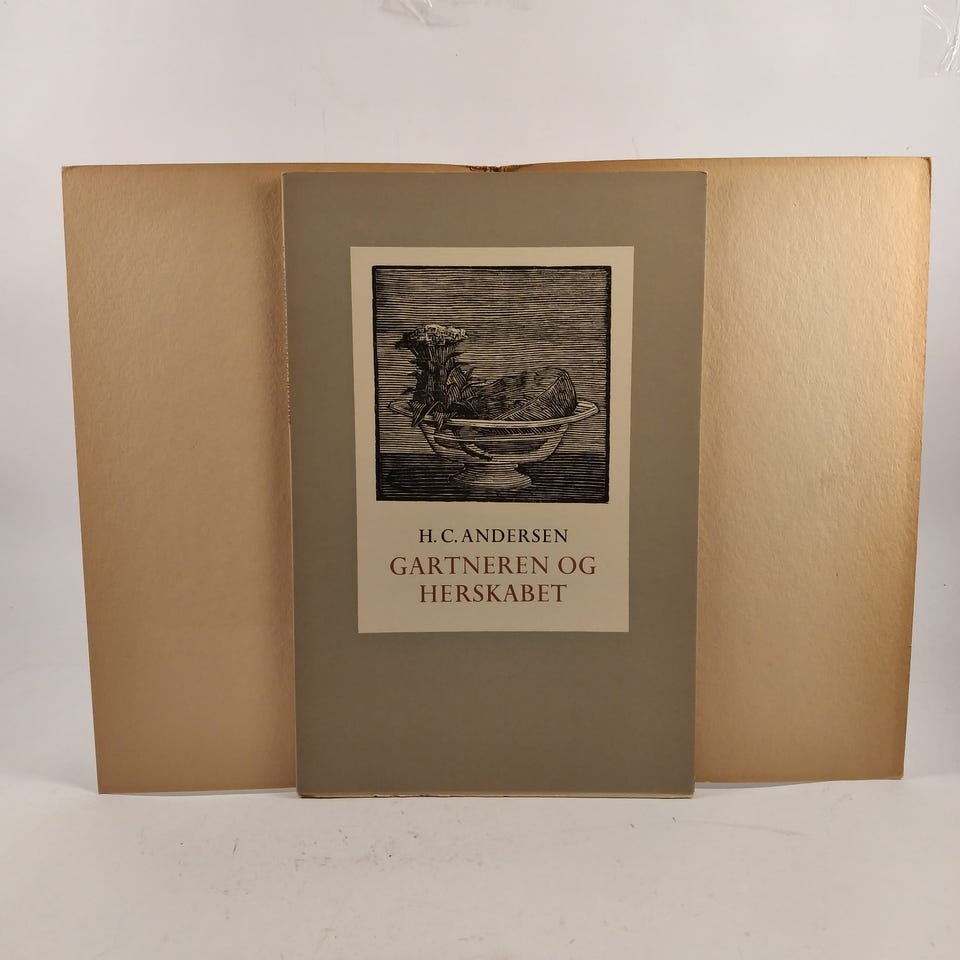 H. C. ANDERSEN
GARTNEREN OG
HERSKABET